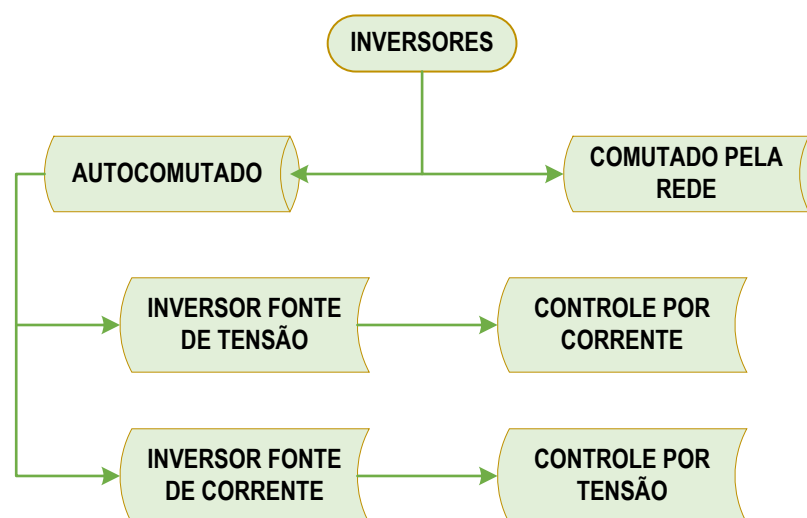 INVERSORES
AUTOCOMUTADO
COMUTADO PELA
REDE
INVERSOR FONTE
DE TENSÃO
CONTROLE POR
CORRENTE
INVERSOR FONTE
DE CORRENTE
CONTROLE POR
TENSÃO